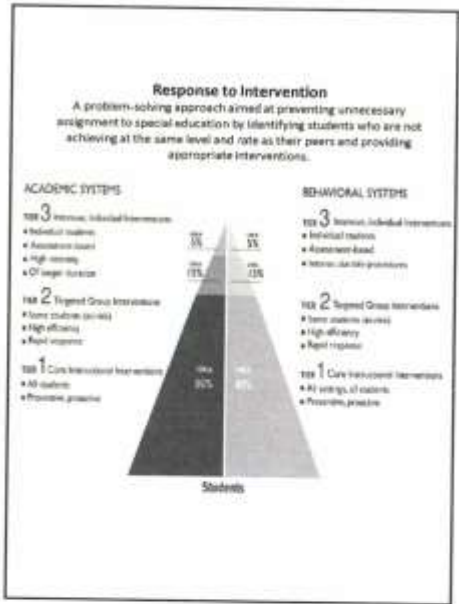 Response to Intervention
A problem-solving approach aimed at preventing unnecessary
assignment to special education by identifying students who are not
achieving at the same level and rate as their peers and providing
appropriate interventions.
ACADEMIC SYSTEMS
TIER 3 Intensive, Individual Interventions
• Individual students
• Assessment-based
• High intensity
• Of longer duration
TIER 2 Targeted Group Interventions
• Some students (at-risk)
• High efficiency
• Rapid response
TIER 1 Core Instructional Interventions
• All students
• Preventive, proactive
BEHAVIORAL SYSTEMS
TIER 3 Intensive, Individual Interventions
• Individual students
• Assessment-based
• Intense, durable procedures
TIER 2 Targeted Group Interventions
• Some students (at-risk)
• High efficiency
• Rapid response
TIER 1 Core Instructional Interventions
• All settings, all students
• Preventive, proactive
5%
5%
15%
15%
80%
80%
Students